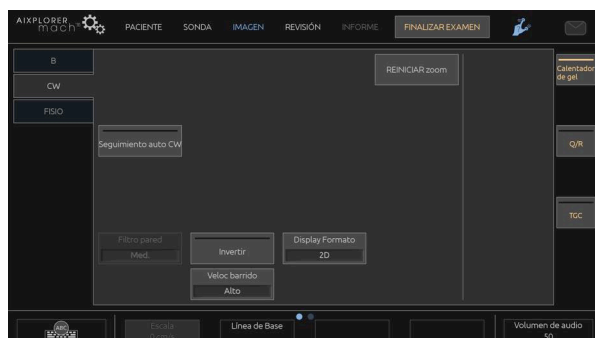 AIXPLORER
mach
PACIENTE
SONDA
IMAGEN
REVISIÓN
INFORME
FINALIZAR EXAMEN
B
CW
FISIO
REINICIAR zoom
Calentador
de gel
Seguimiento auto CW
Q/R
TGC
Filtro pared
Med.
Invertir
Display Formato
2D
Veloc barrido
Alto
ABC
Escala
Línea de Base
Volumen de audio
50